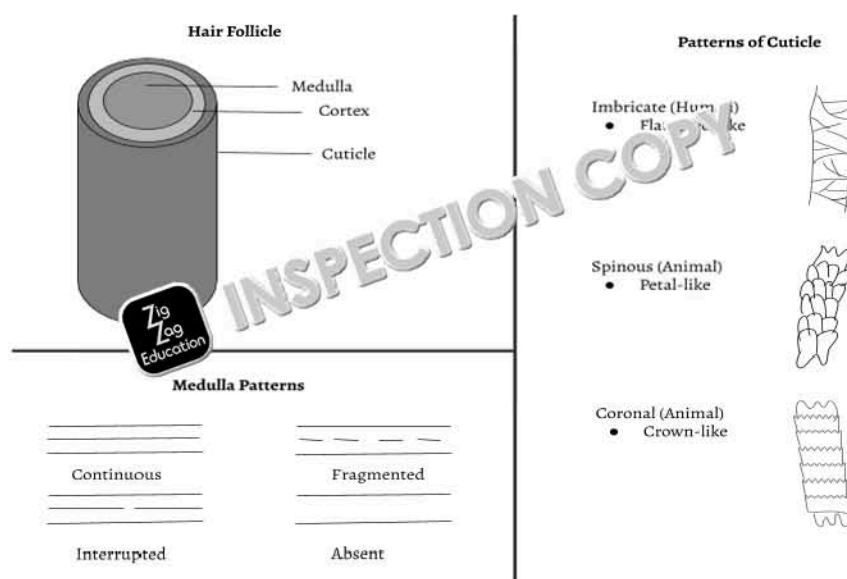 Hair Follicle
Medulla
Cortex
Cuticle
Zig
Zag
Education
INSPECTION COPY
Medulla Patterns
Continuous
Fragmented
Interrupted
Absent
Patterns of Cuticle
Imbricate
Spinous (Animal)
• Petal-like
Coronal (Animal)
• Crown-like